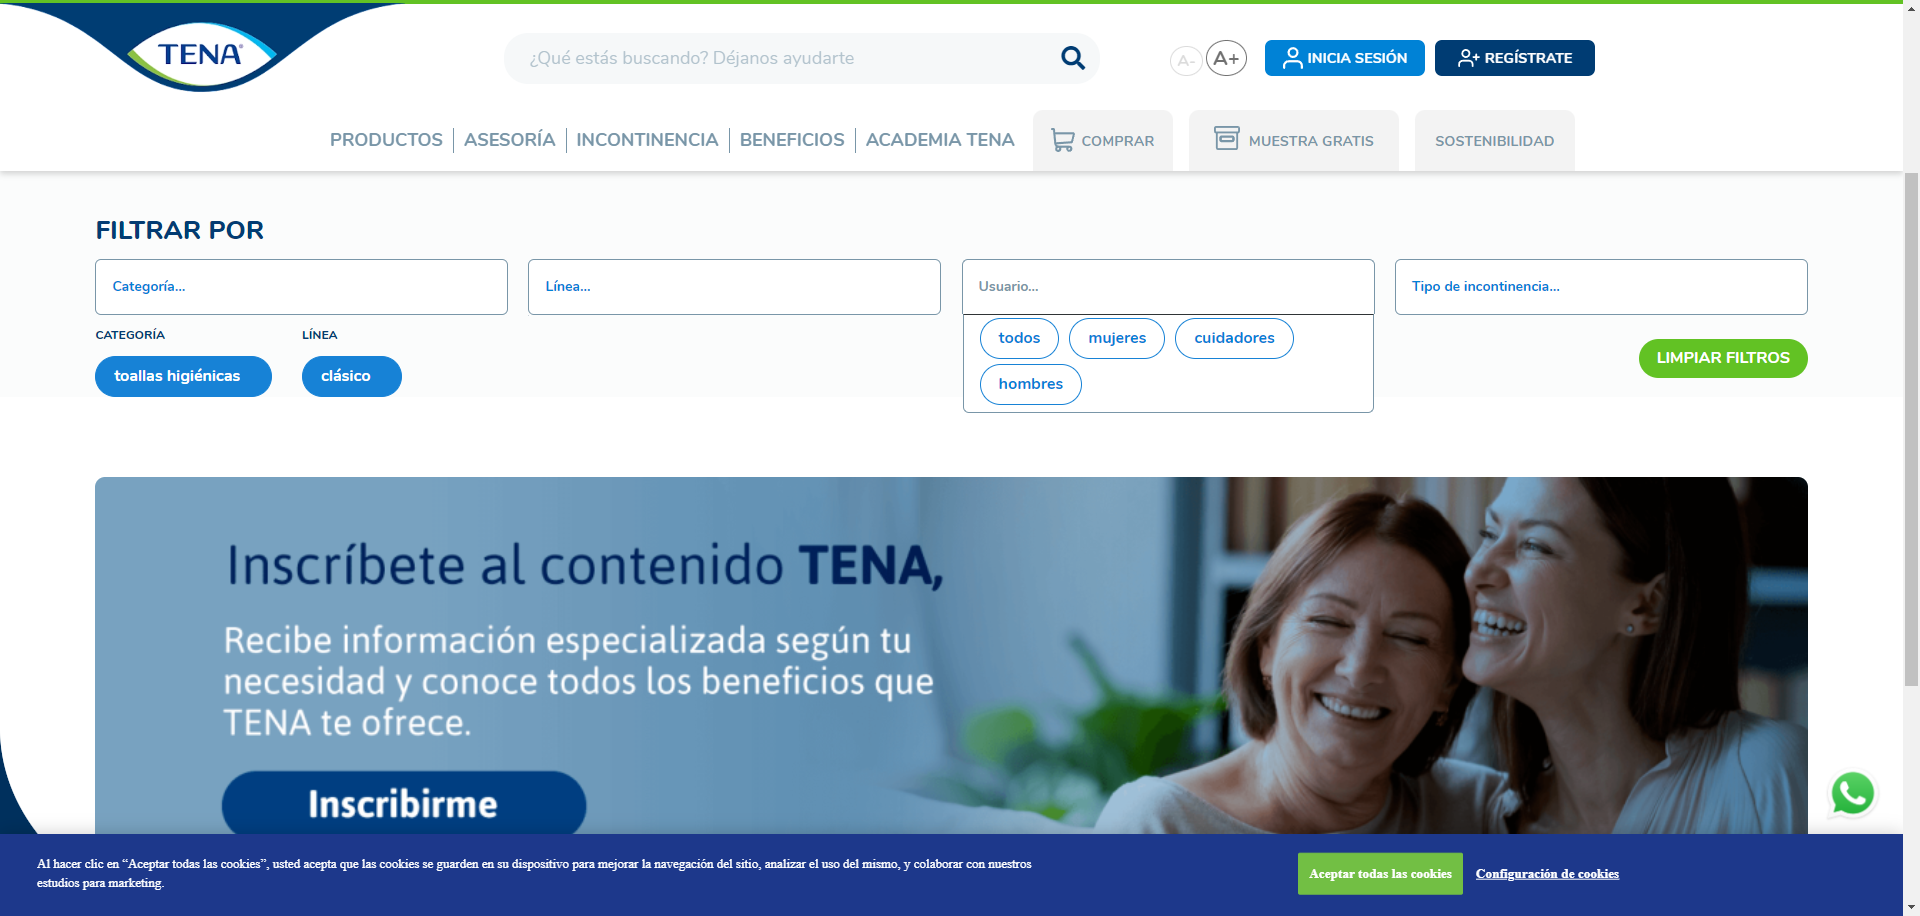 TENA
¿Qué estás buscando? Déjanos ayudarte
A-
A+
INICIA SESIÓN
REGÍSTRATE
PRODUCTOS
ASESORÍA
INCONTINENCIA
BENEFICIOS
ACADEMIA TENA
COMPRAR
MUESTRA GRATIS
SOSTENIBILIDAD
FILTRAR POR
Categoría...
Línea...
Usuario...
Tipo de incontinencia...
CATEGORÍA
LÍNEA
toallas higiénicas
clásico
todos
mujeres
cuidadores
hombres
LIMPIAR FILTROS
Inscríbete al contenido TENA,
Recibe información especializada según tu
necesidad y conoce todos los beneficios que
TENA te ofrece.
Inscribirme
Al hacer clic en “Aceptar todas las cookies”, usted acepta que las cookies se guarden en su dispositivo para mejorar la navegación del sitio, analizar el uso del mismo, y colaborar con nuestros
estudios para marketing.
Aceptar todas las cookies
Configuración de cookies